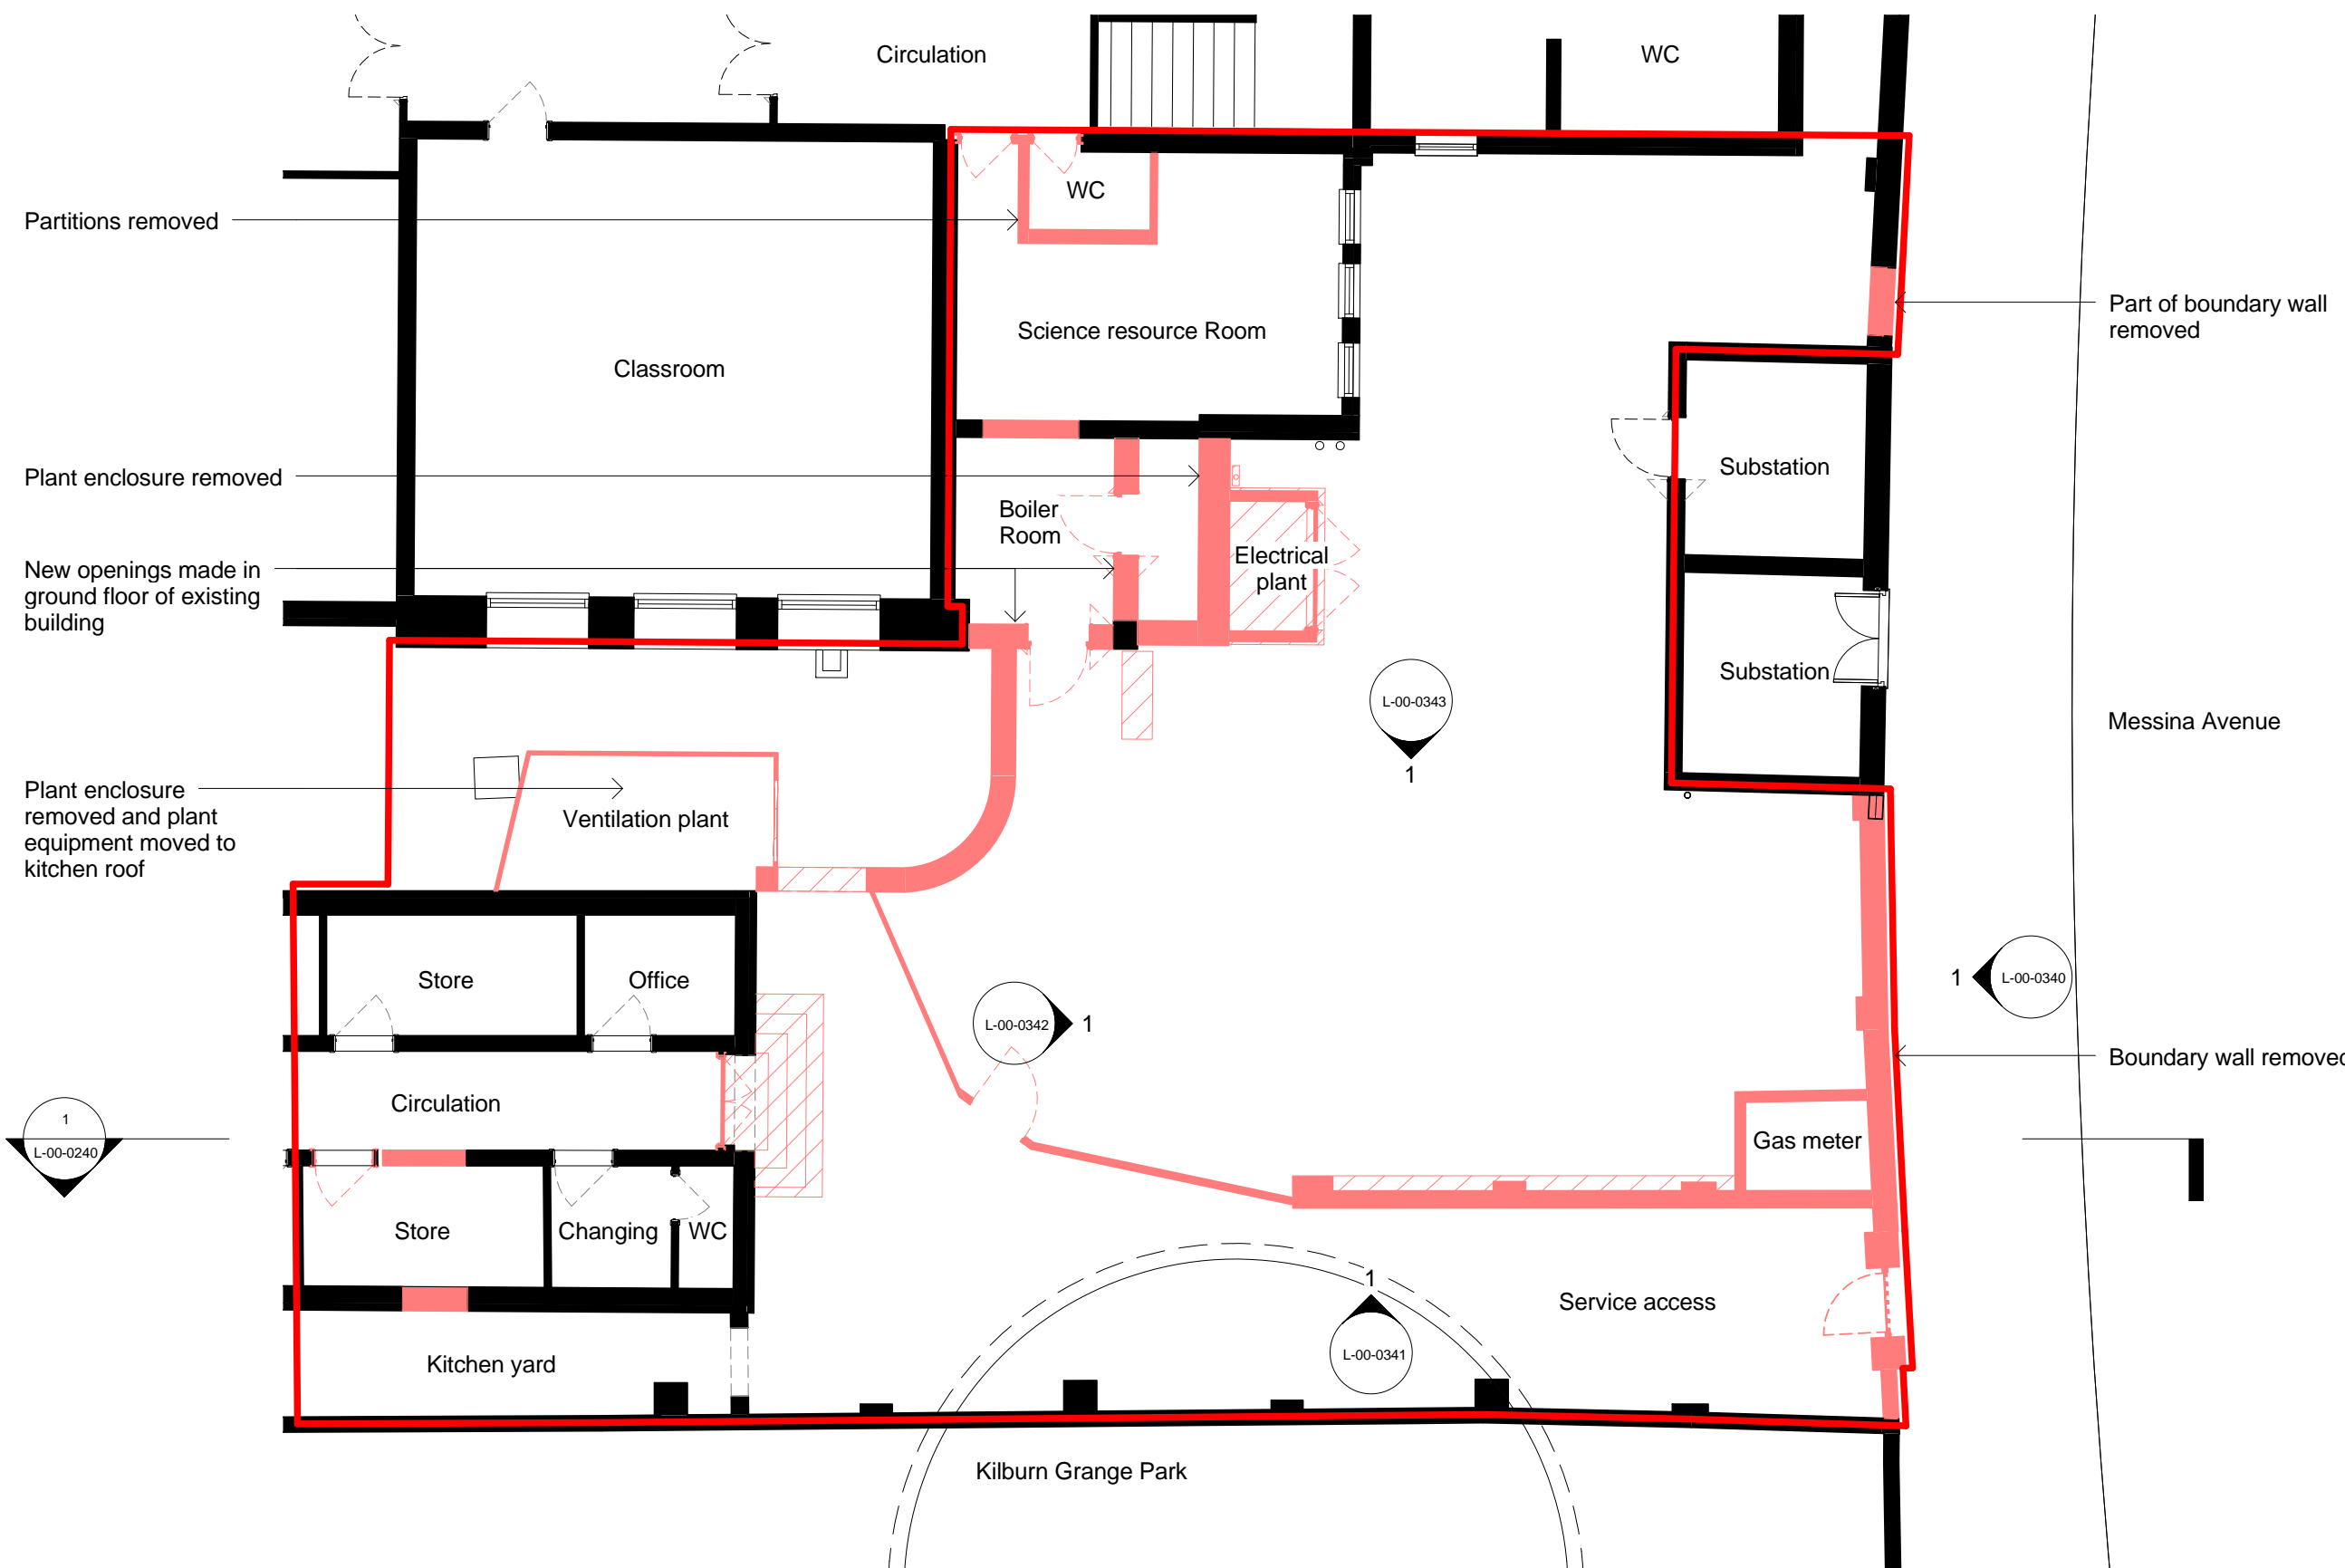 Circulation
WC
WC
Partitions removed
Part of boundary wall
removed
Science resource Room
Classroom
Substation
Plant enclosure removed
Boiler
Room
Electrical
plant
New openings made in
ground floor of existing
building
Substation
L-00-0343
1
Messina Avenue
Plant enclosure
removed and plant
equipment moved to
kitchen roof
Ventilation plant
Store
Office
1
L-00-0340
L-00-0342
1
Boundary wall removed
Circulation
1
L-00-0240
Gas meter
Store
Changing
WC
1
L-00-0341
Service access
Kitchen yard
Kilburn Grange Park